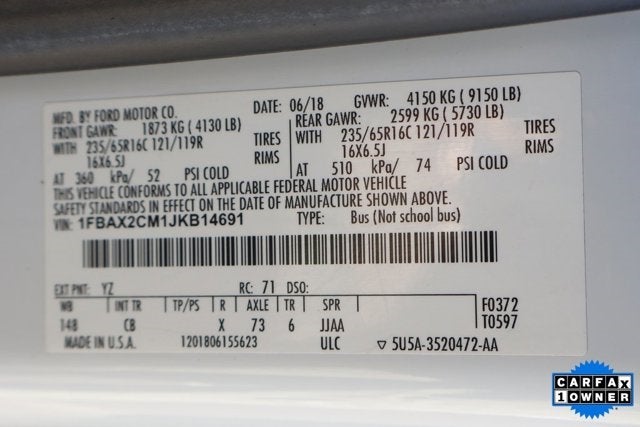 MFD. BY FORD MOTOR CO. DATE: 06/18 GVWR: 4150 KG ( 9150 LB)
FRONT GAWR: 1873 KG ( 4130 LB) REAR GAWR: 2599 KG ( 5730 LB)
WITH 235/65R16C 121/119R TIRES WITH 235/65R16C 121/119R TIRES
16X6.5J RIMS 16X6.5J RIMS
AT 360 kPa/ 52 PSI COLD AT 510 kPa/ 74 PSI COLD
THIS VEHICLE CONFORMS TO ALL APPLICABLE FEDERAL MOTOR VEHICLE
SAFETY STANDARDS IN EFFECT ON THE DATE OF MANUFACTURE SHOWN ABOVE.
VIN: 1FBAX2CM1JKB14691 TYPE: Bus (Not school bus)
EXT PNT: YZ RC: 71 DSO:
WB INT TR TP/PS R AXLE TR SPR F0372
148 CB X 73 6 JJAA T0597
MADE IN U.S.A. 1201806155623 ULC ▽ 5U5A-3520472-AA
CARFAX
1 OWNER